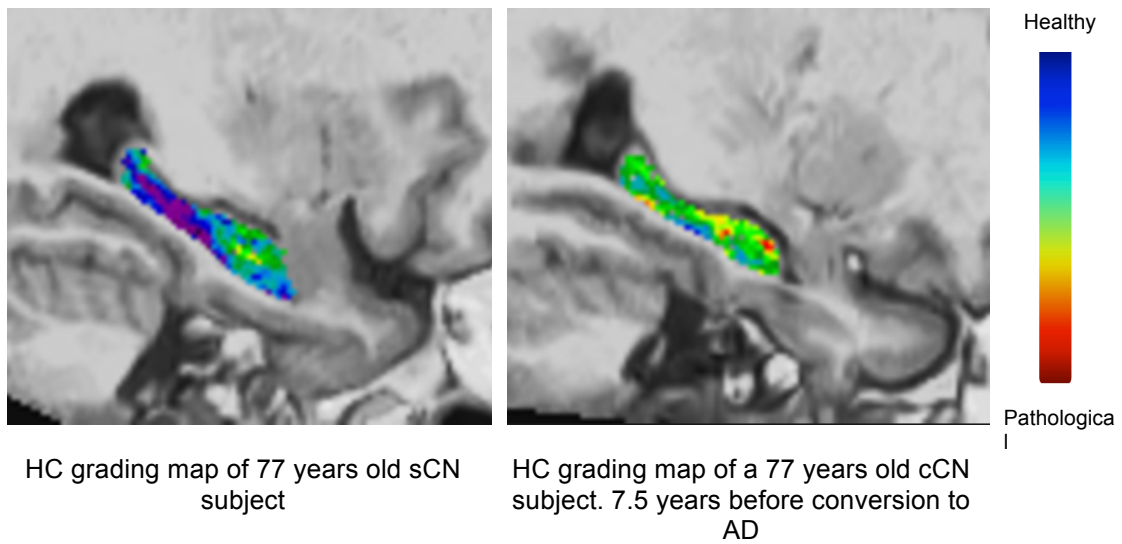 Healthy
Pathologica
l
HC grading map of 77 years old sCN
subject
HC grading map of a 77 years old cCN
subject. 7.5 years before conversion to
AD